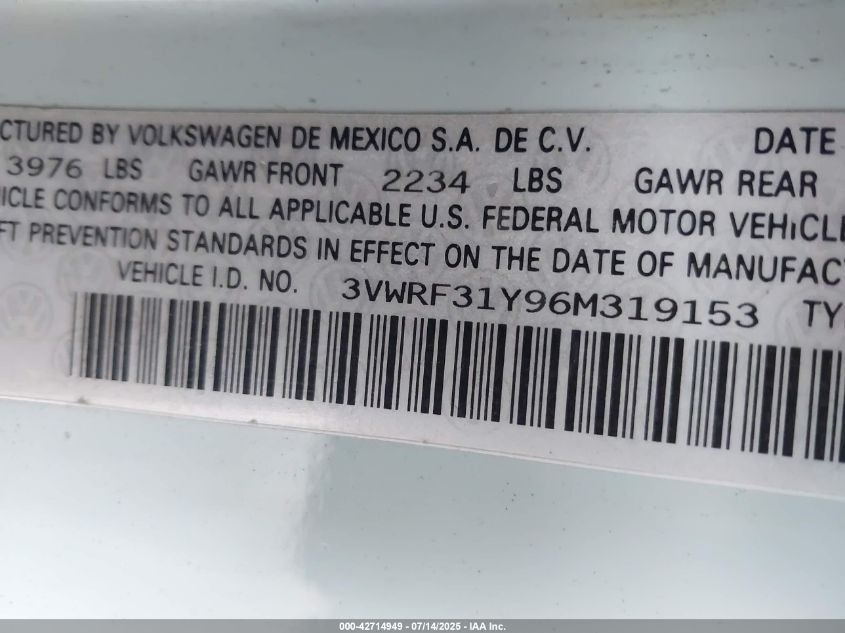 CTURED BY VOLKSWAGEN DE MEXICO S.A. DE C.V. DATE
3976 LBS GAWR FRONT 2234 LBS GAWR REAR
ICLE CONFORMS TO ALL APPLICABLE U.S. FEDERAL MOTOR VEHICLE
FT PREVENTION STANDARDS IN EFFECT ON THE DATE OF MANUFAC
VEHICLE I.D. NO. 3VWRF31Y96M319153 TY
000-42714949 - 07/14/2025 - IAA Inc.